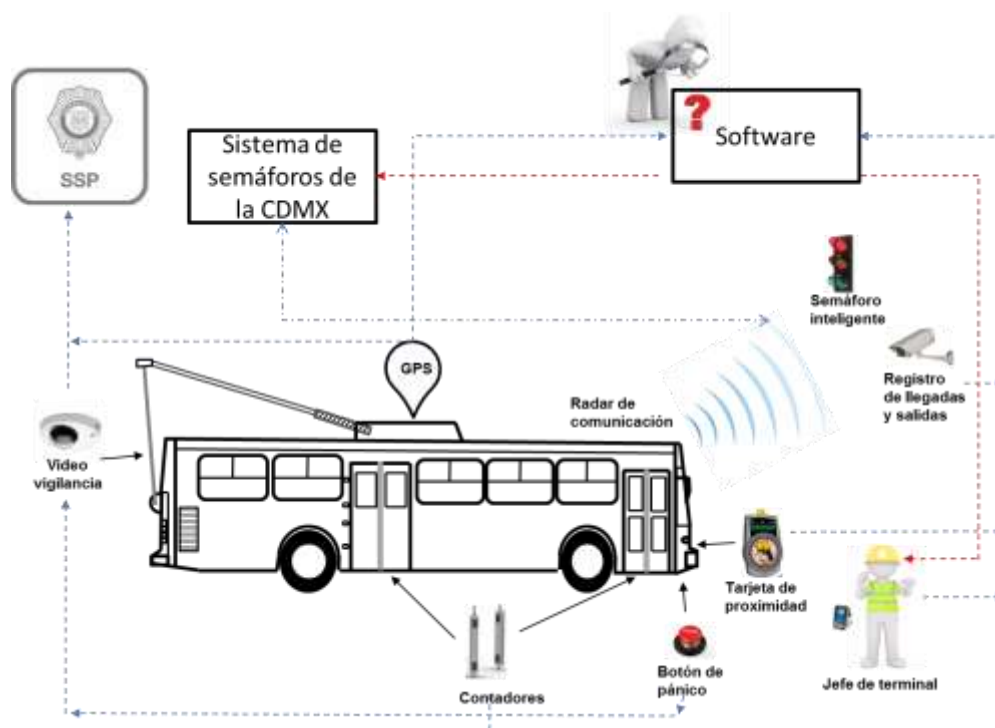 SSP
Sistema de
semáforos de
la CDMX
?
Software
Semáforo
inteligente
GPS
Radar de
comunicación
Registro
de llegadas
y salidas
Video
vigilancia
Tarjeta de
proximidad
Contadores
Botón de
pánico
Jefe de terminal